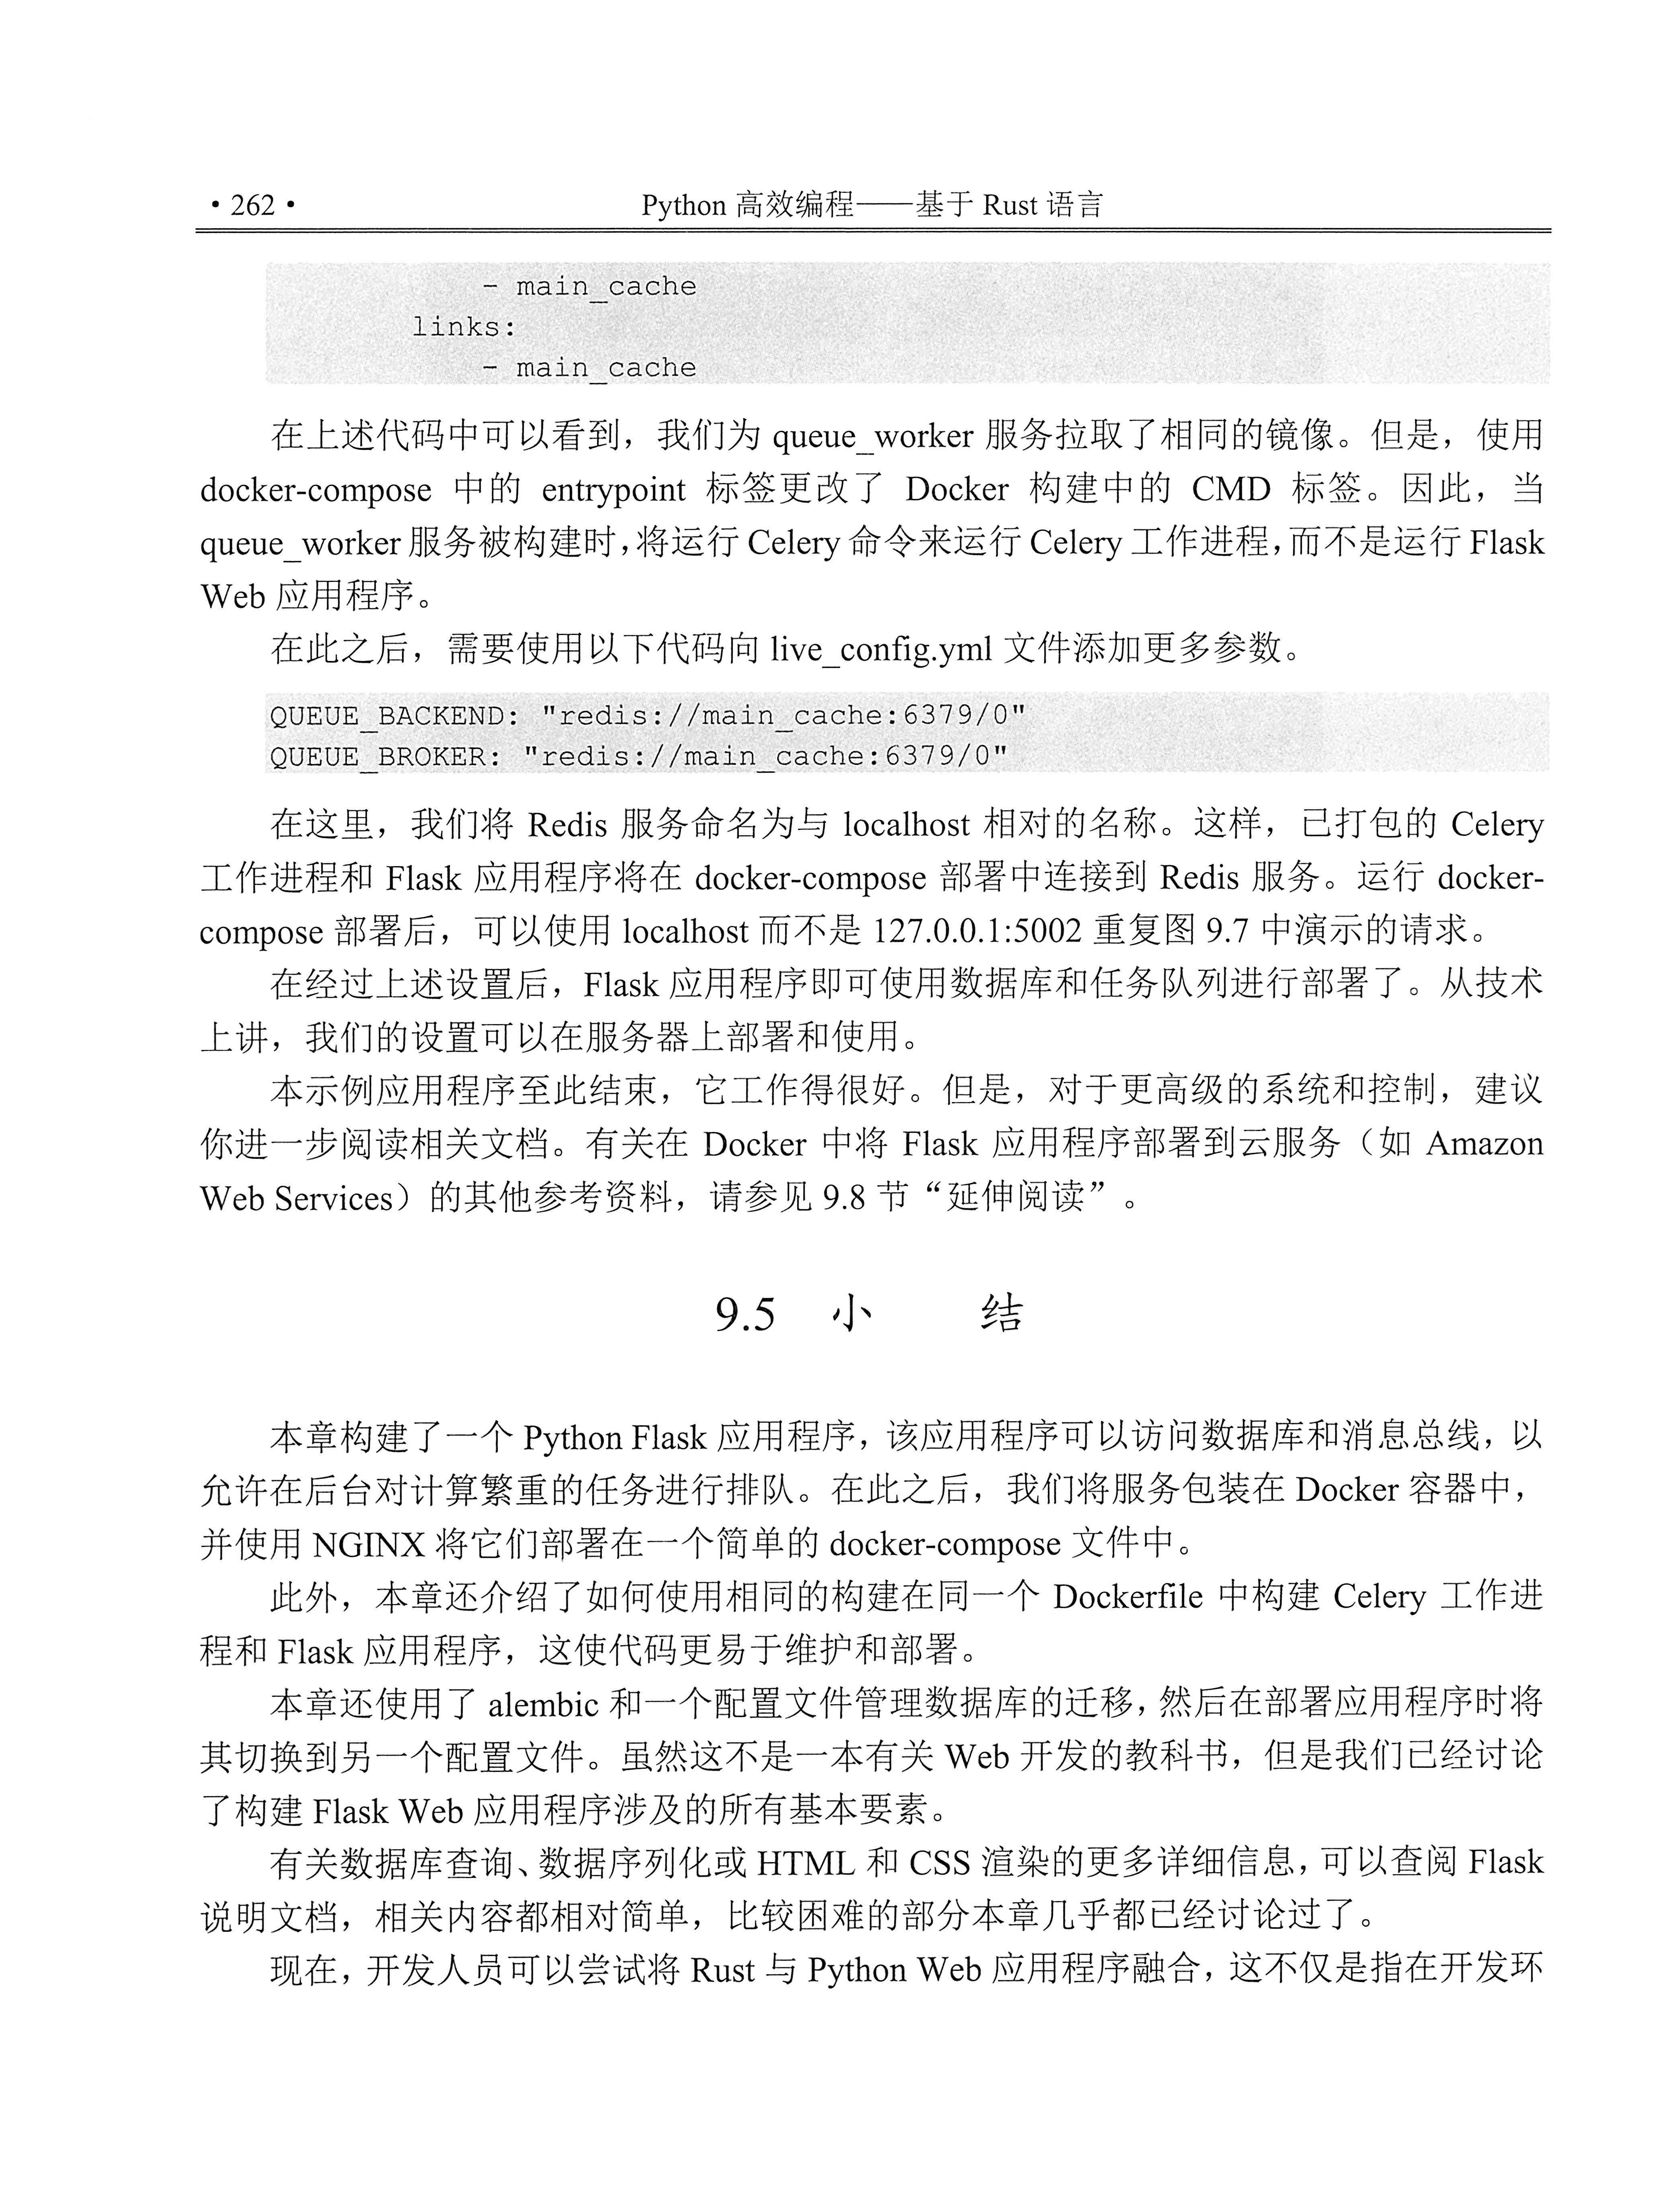 • 262 •
Python 高效编程——基于 Rust 语言
- main_cache
links:
- main_cache
在上述代码中可以看到，我们为 queue_worker 服务拉取了相同的镜像。但是，使用
docker-compose 中的 entrypoint 标签更改了 Docker 构建中的 CMD 标签。因此，当
queue_worker 服务被构建时，将运行 Celery 命令来运行 Celery 工作进程，而不是运行 Flask
Web 应用程序。
在此之后，需要使用以下代码向 live_config.yml 文件添加更多参数。
QUEUE_BACKEND: "redis://main_cache:6379/0"
QUEUE_BROKER: "redis://main_cache:6379/0"
在这里，我们将 Redis 服务命名为与 localhost 相对的名称。这样，已打包的 Celery
工作进程和 Flask 应用程序将在 docker-compose 部署中连接到 Redis 服务。运行 docker-
compose 部署后，可以使用 localhost 而不是 127.0.0.1:5002 重复图 9.7 中演示的请求。
在经过上述设置后，Flask 应用程序即可使用数据库和任务队列进行部署了。从技术
上讲，我们的设置可以在服务器上部署和使用。
本示例应用程序至此结束，它工作得很好。但是，对于更高级的系统和控制，建议
你进一步阅读相关文档。有关在 Docker 中将 Flask 应用程序部署到云服务（如 Amazon
Web Services）的其他参考资料，请参见 9.8 节“延伸阅读”。
9.5 小 结
本章构建了一个 Python Flask 应用程序，该应用程序可以访问数据库和消息总线，以
允许在后台对计算繁重的任务进行排队。在此之后，我们将服务包装在 Docker 容器中，
并使用 NGINX 将它们部署在一个简单的 docker-compose 文件中。
此外，本章还介绍了如何使用相同的构建在同一个 Dockerfile 中构建 Celery 工作进
程和 Flask 应用程序，这使代码更易于维护和部署。
本章还使用了 alembic 和一个配置文件管理数据库的迁移，然后在部署应用程序时将
其切换到另一个配置文件。虽然这不是一本有关 Web 开发的教科书，但是我们已经讨论
了构建 Flask Web 应用程序涉及的所有基本要素。
有关数据库查询、数据序列化或 HTML 和 CSS 渲染的更多详细信息，可以查阅 Flask
说明文档，相关内容都相对简单，比较困难的部分本章几乎都已经讨论过了。
现在，开发人员可以尝试将 Rust 与 Python Web 应用程序融合，这不仅是指在开发环